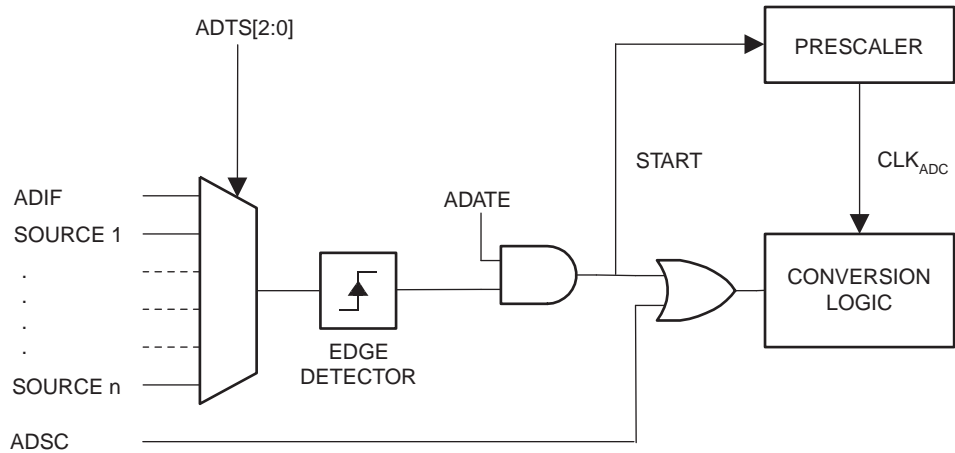 ADTS[2:0]
PRESCALER
START
CLKADC
ADIF
ADATE
SOURCE 1
.
.
.
.
CONVERSION
LOGIC
EDGE
DETECTOR
SOURCE n
ADSC